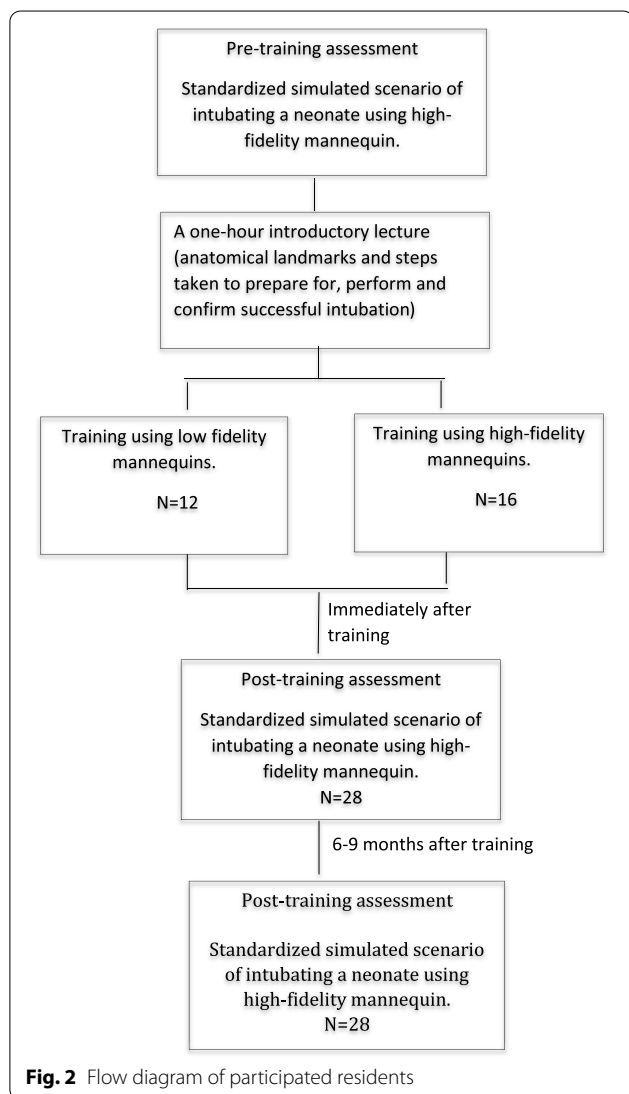 Pre-training assessment
Standardized simulated scenario of
intubating a neonate using high-
fidelity mannequin.
A one-hour introductory lecture
(anatomical landmarks and steps
taken to prepare for, perform and
confirm successful intubation)
Training using low fidelity
mannequins.
N=12
Training using high-fidelity
mannequins.
N=16
Immediately after
training
Post-training assessment
Standardized simulated scenario of
intubating a neonate using high-
fidelity mannequin.
N=28
6-9 months after training
Post-training assessment
Standardized simulated scenario
of intubating a neonate using
high-fidelity mannequin.
N=28
Fig. 2 Flow diagram of participated residents